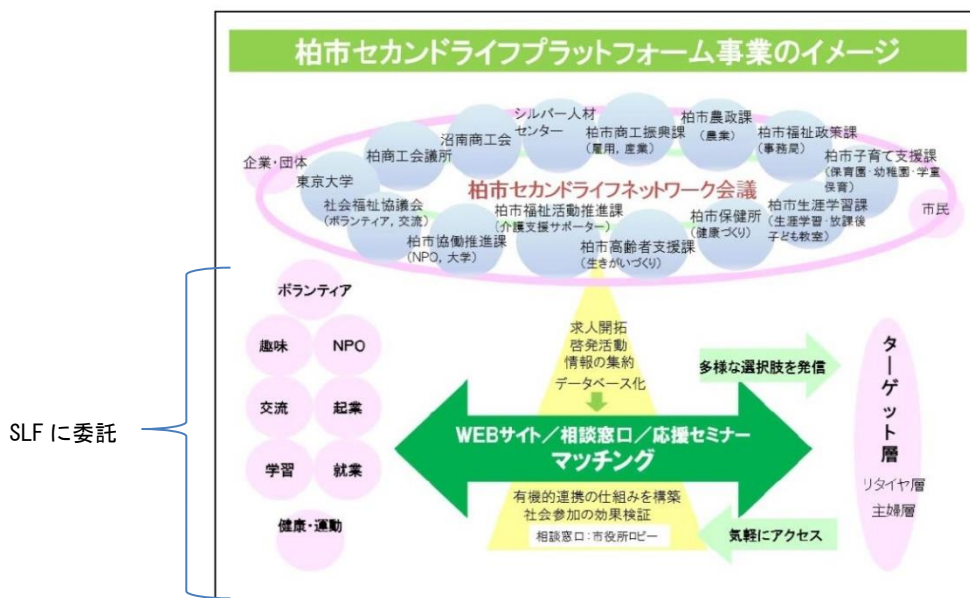 柏市セカンドライフプラットフォーム事業のイメージ
シルバー人材
センター
沼南商工会
柏商工会議所
柏市商工振興課
(雇用, 産業)
柏市農政課
(農業)
柏市福祉政策課
(事務局)
柏市子育て支援課
(保育園・幼稚園・学童
保育)
企業・団体
東京大学
柏市セカンドライフネットワーク会議
市民
社会福祉協議会
(ボランティア, 交流)
柏市協働推進課
(NPO, 大学)
柏市福祉活動推進課
(介護支援サポーター)
柏市高齢者支援課
(生きがいづくり)
柏市保健所
(健康づくり)
柏市生涯学習課
(生涯学習・放課後
子ども教室)
SLFに委託
ボランティア
趣味
NPO
交流
起業
学習
就業
健康・運動
求人開拓
啓発活動
情報の集約
データベース化
WEBサイト/相談窓口/応援セミナー
マッチング
有機的連携の仕組みを構築
社会参加の効果検証
相談窓口:市役所ロビー
多様な選択肢を発信
気軽にアクセス
ターゲット層
リタイヤ層
主婦層